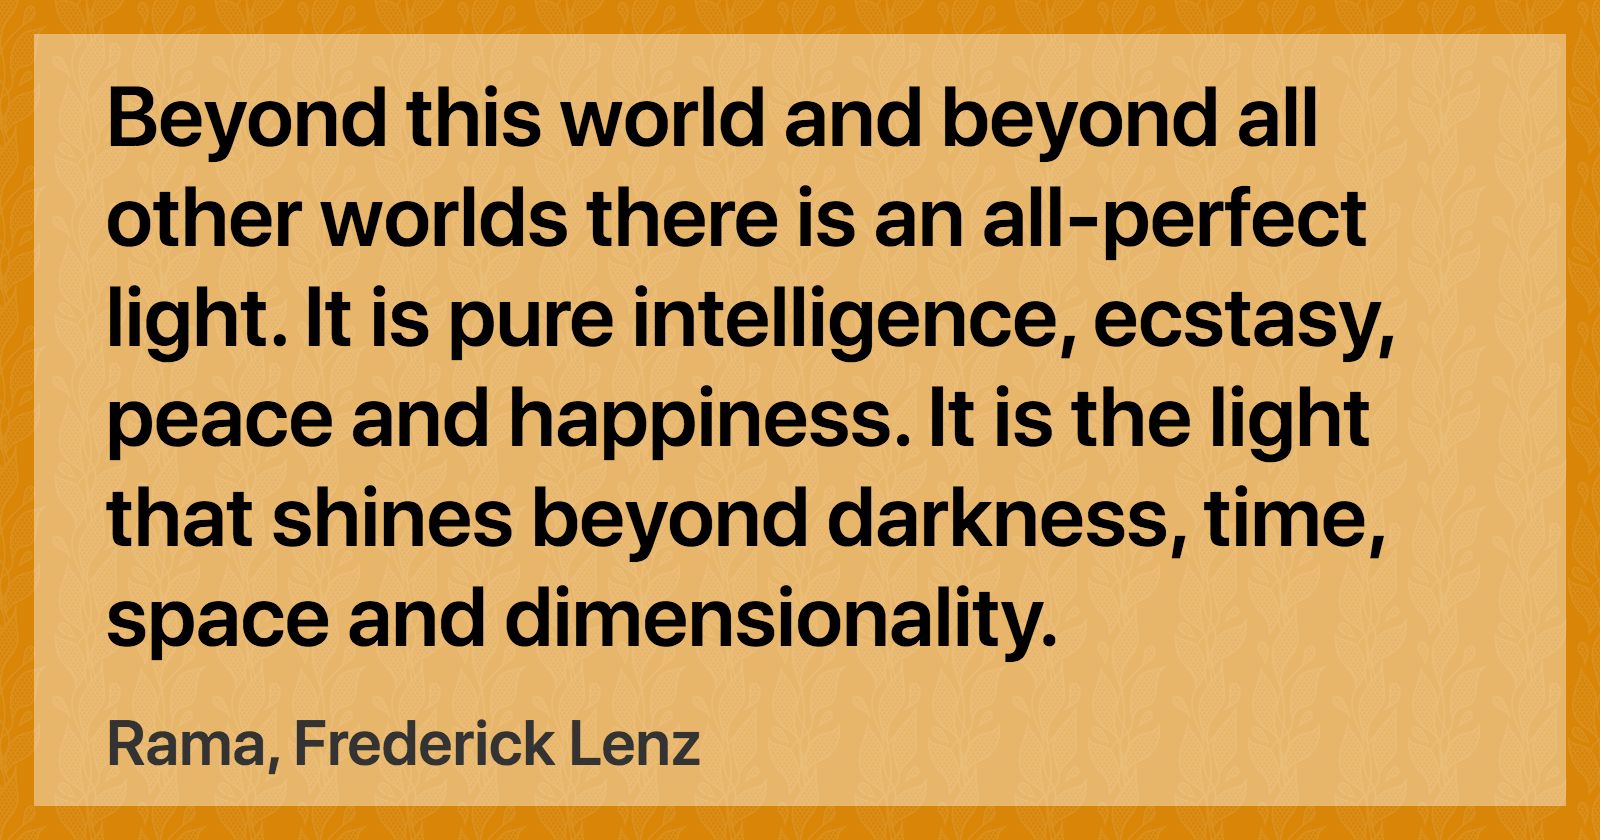 Beyond this world and beyond all
other worlds there is an all-perfect
light. It is pure intelligence, ecstasy,
peace and happiness. It is the light
that shines beyond darkness, time,
space and dimensionality.
Rama, Frederick Lenz